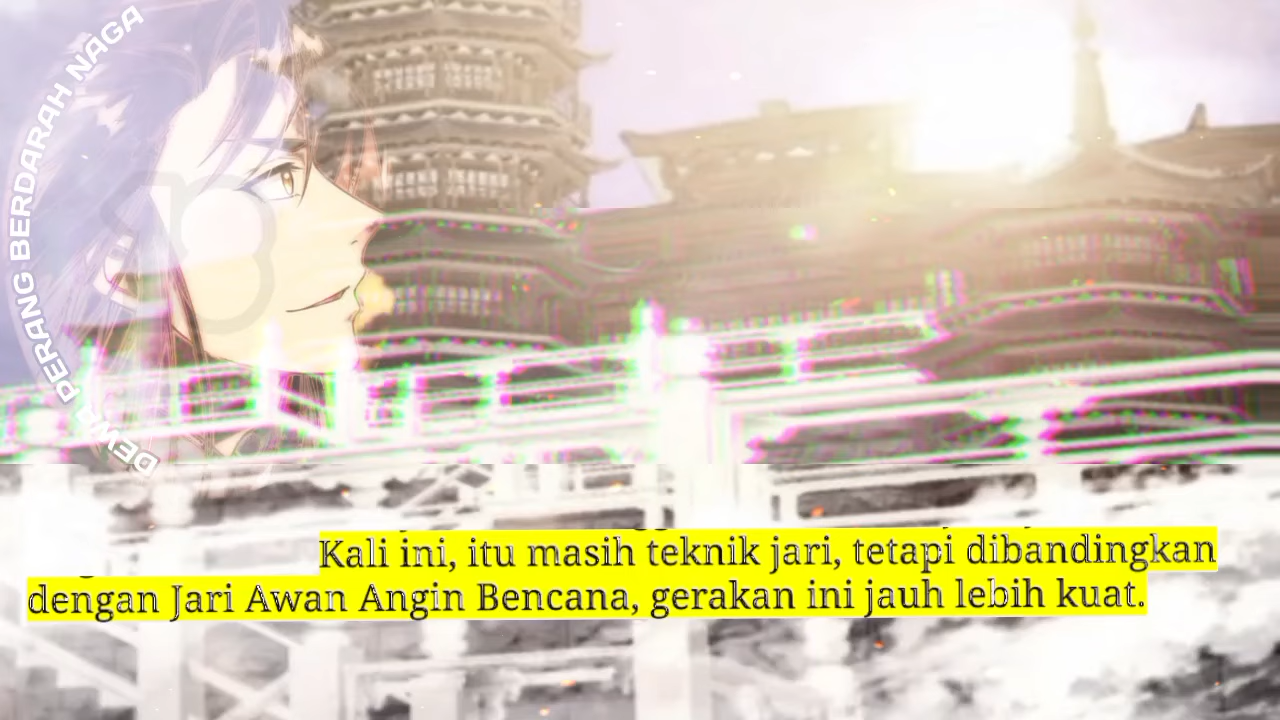 DEWA PERANG BERDARAH NAGA
Kali ini, itu masih teknik jari, tetapi dibandingkan
dengan Jari Awan Angin Bencana, gerakan ini jauh lebih kuat.